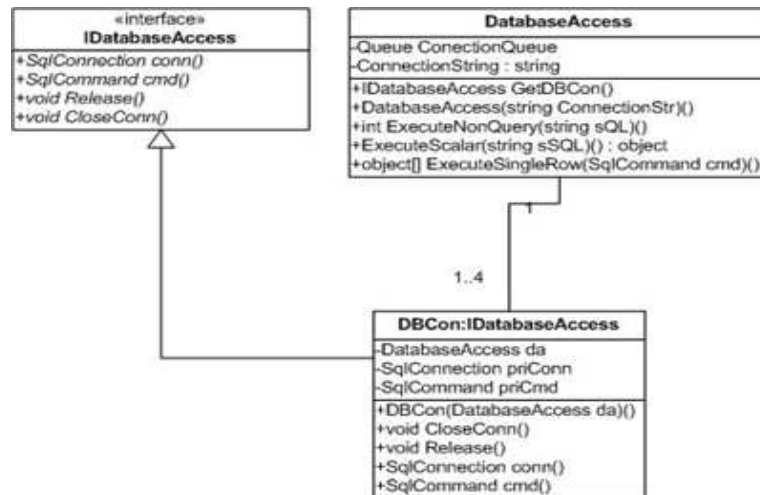 «interface»
IDatabaseAccess
+SqlConnection conn()
+SqlCommand cmd()
+void Release()
+void CloseConn()
DatabaseAccess
-Queue ConectionQueue
-ConnectionString : string
+IDatabaseAccess GetDBCon()
+DatabaseAccess(string ConnectionStr)()
+int ExecuteNonQuery(string sQL)()
+ExecuteScalar(string sSQL)() : object
+object[] ExecuteSingleRow(SqlCommand cmd)()
1
1..4
DBCon:IDatabaseAccess
-DatabaseAccess da
-SqlConnection priConn
-SqlCommand priCmd
+DBCon(DatabaseAccess da)()
+void CloseConn()
+void Release()
+SqlConnection conn()
+SqlCommand cmd()